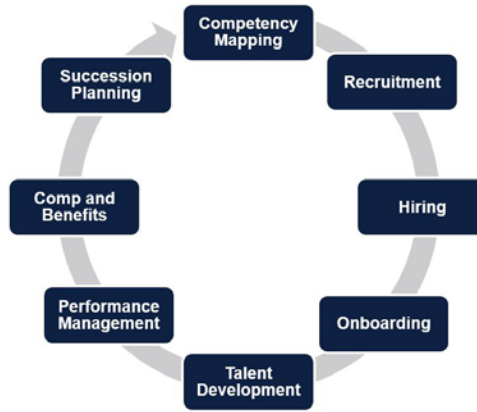 Competency
Mapping
Recruitment
Hiring
Onboarding
Talent
Development
Performance
Management
Comp and
Benefits
Succession
Planning